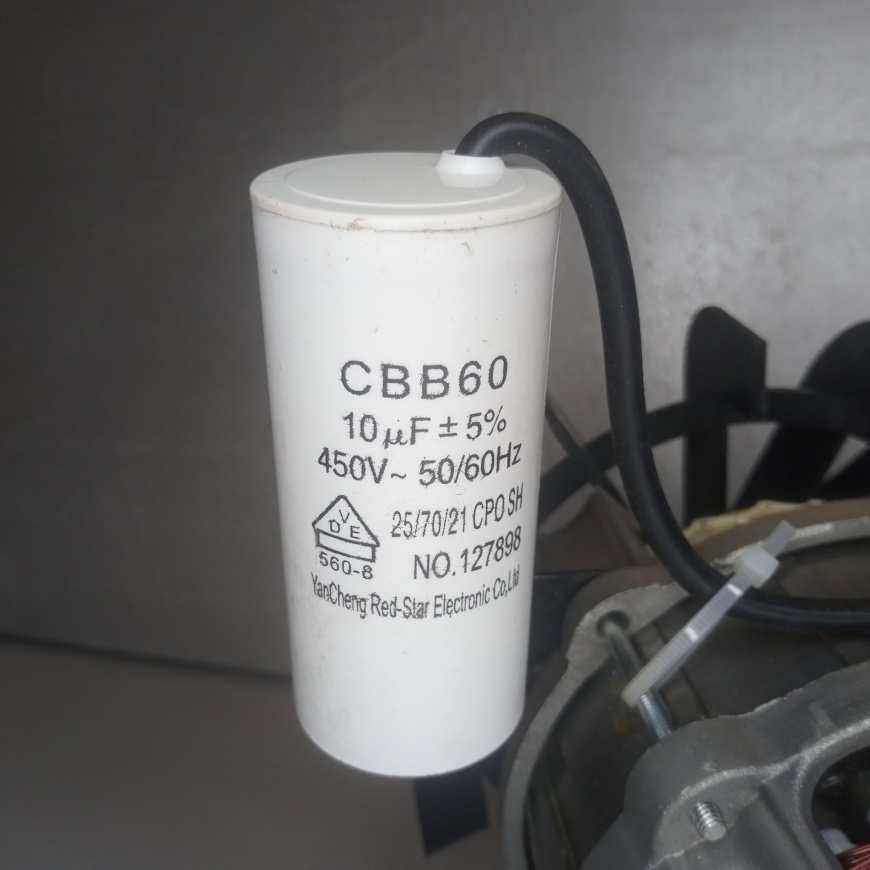 CBB60
10µF ± 5%
450V~ 50/60Hz
25/70/21 CPO SH
VDE
560-8
NO.127898
YanCheng Red-Star Electronic Co,Ltd